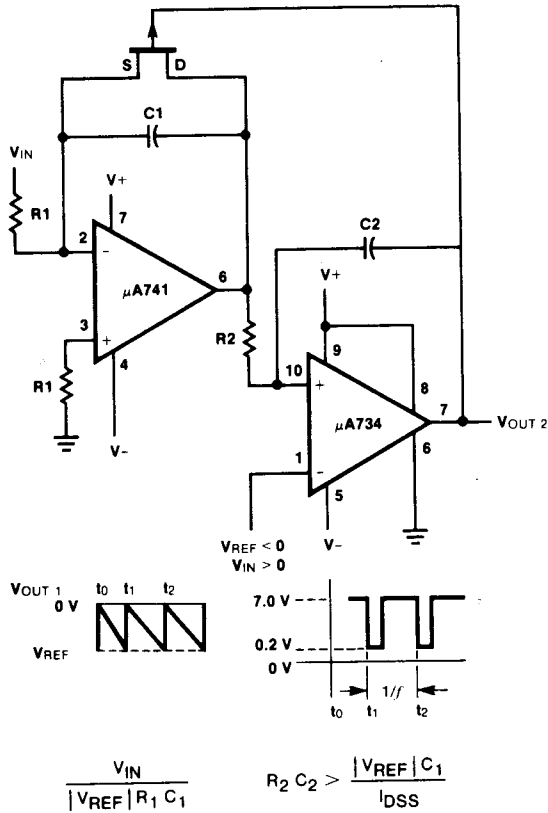 S D
C1
VIN
R1
V+
7
2
-
μA741
6
3
+
4
R1
V-
C2
V+
R2
9
10
+
8
μA734
7
VOUT 2
1
-
6
5
VREF < 0
VIN > 0
V-
VOUT 1
t0 t1 t2
0 V
VREF
7.0 V
0.2 V
0 V
1/f
t0 t1 t2
VIN
|VREF| R1 C1
R2 C2 > |VREF| C1
IDSS